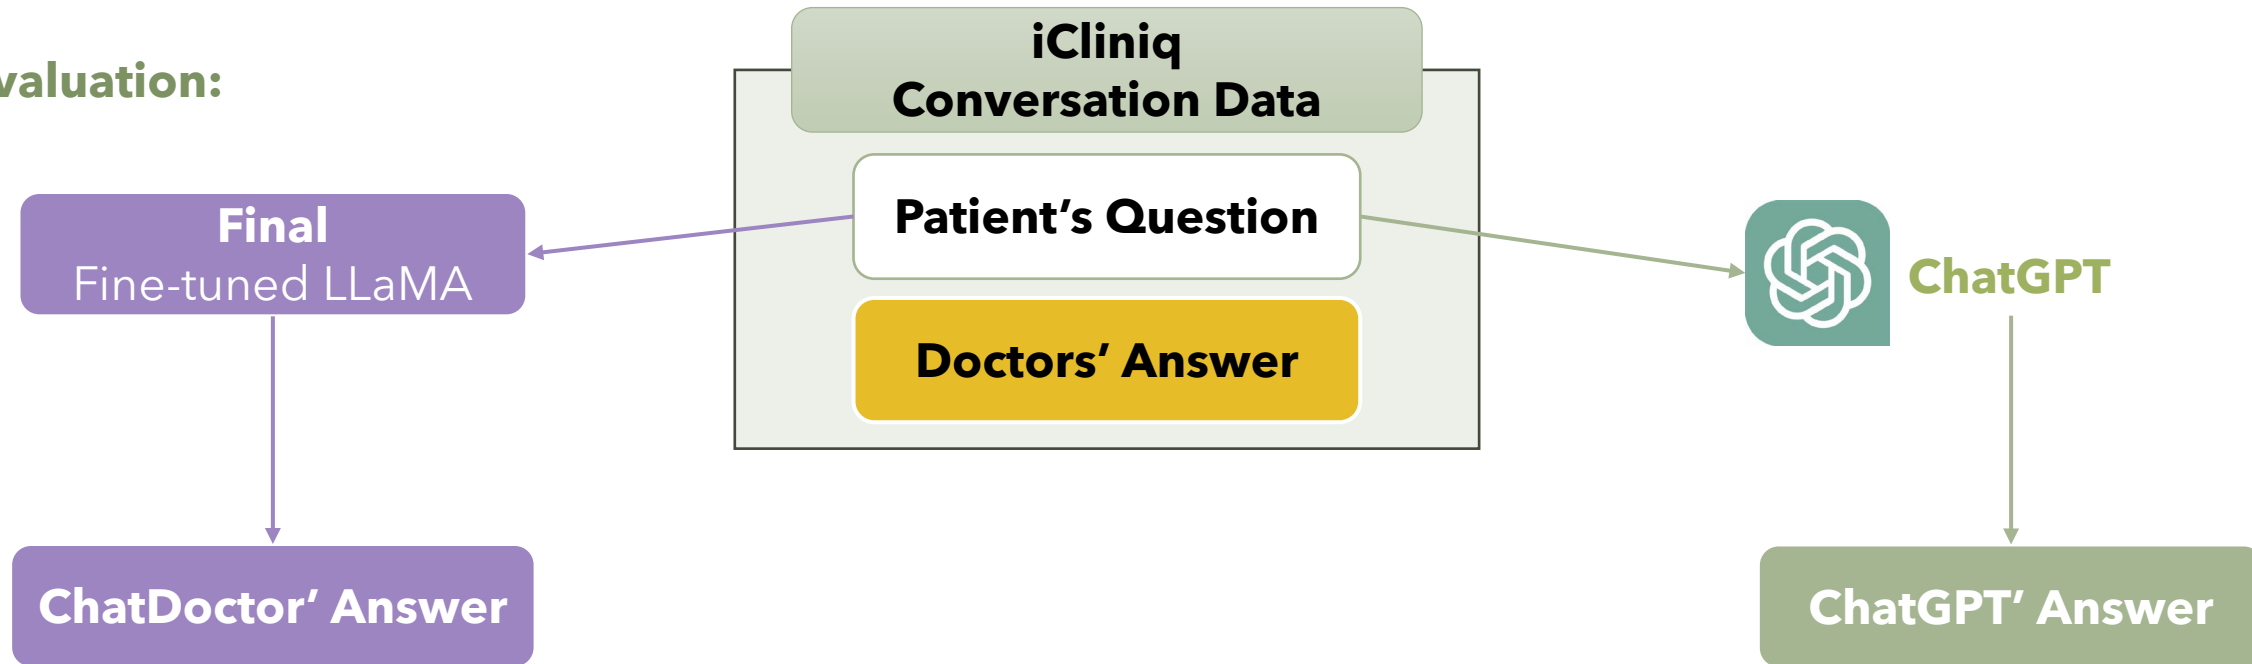 valuation:
iCliniq
Conversation Data
Patient’s Question
Doctors’ Answer
Final
Fine-tuned LLaMA
ChatGPT
ChatDoctor’ Answer
ChatGPT’ Answer